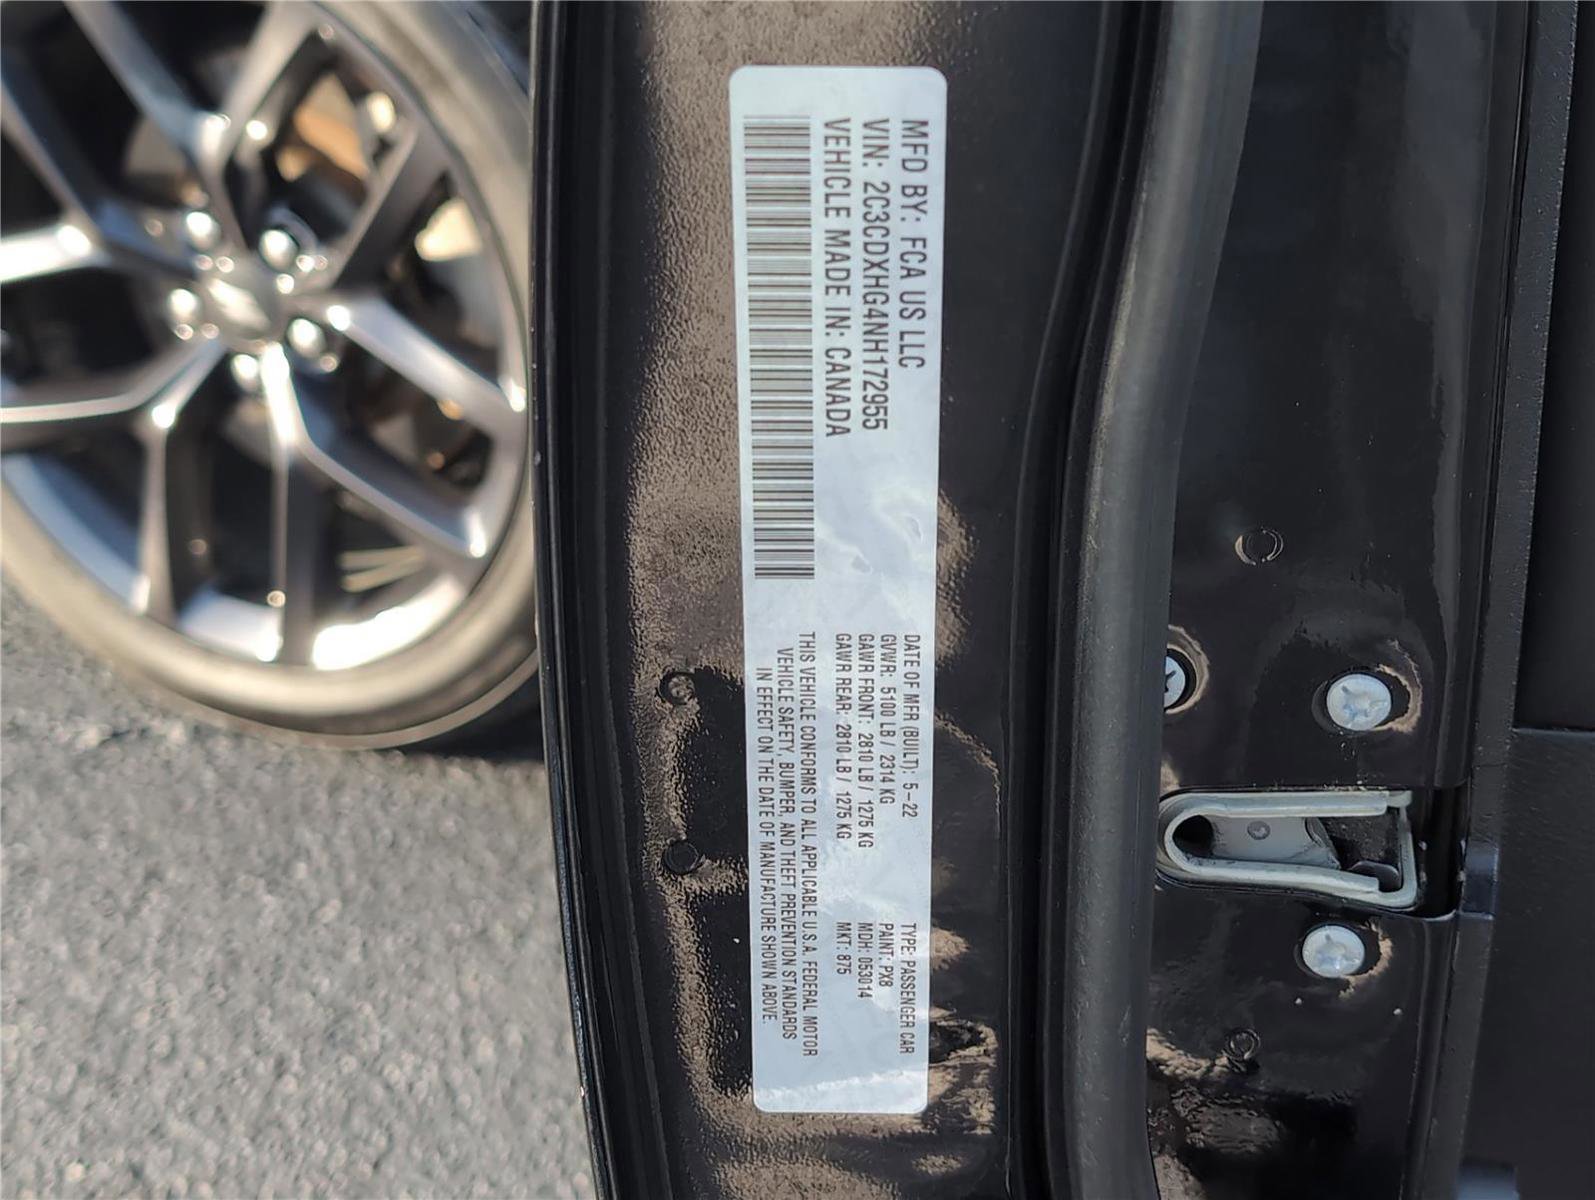 MFD BY: FCA US LLC
VIN: 2C3CDXHG4NH172955
VEHICLE MADE IN: CANADA
DATE OF MFR (BUILT): 5-22
GVWR: 5100 LB / 2314 KG
GAWR FRONT: 2810 LB / 1275 KG
GAWR REAR: 2810 LB / 1275 KG
TYPE: PASSENGER CAR
PAINT: PX8
MDH: 053014
MKT: 875
THIS VEHICLE CONFORMS TO ALL APPLICABLE U.S.A. FEDERAL MOTOR
VEHICLE SAFETY, BUMPER, AND THEFT PREVENTION STANDARDS
IN EFFECT ON THE DATE OF MANUFACTURE SHOWN ABOVE.